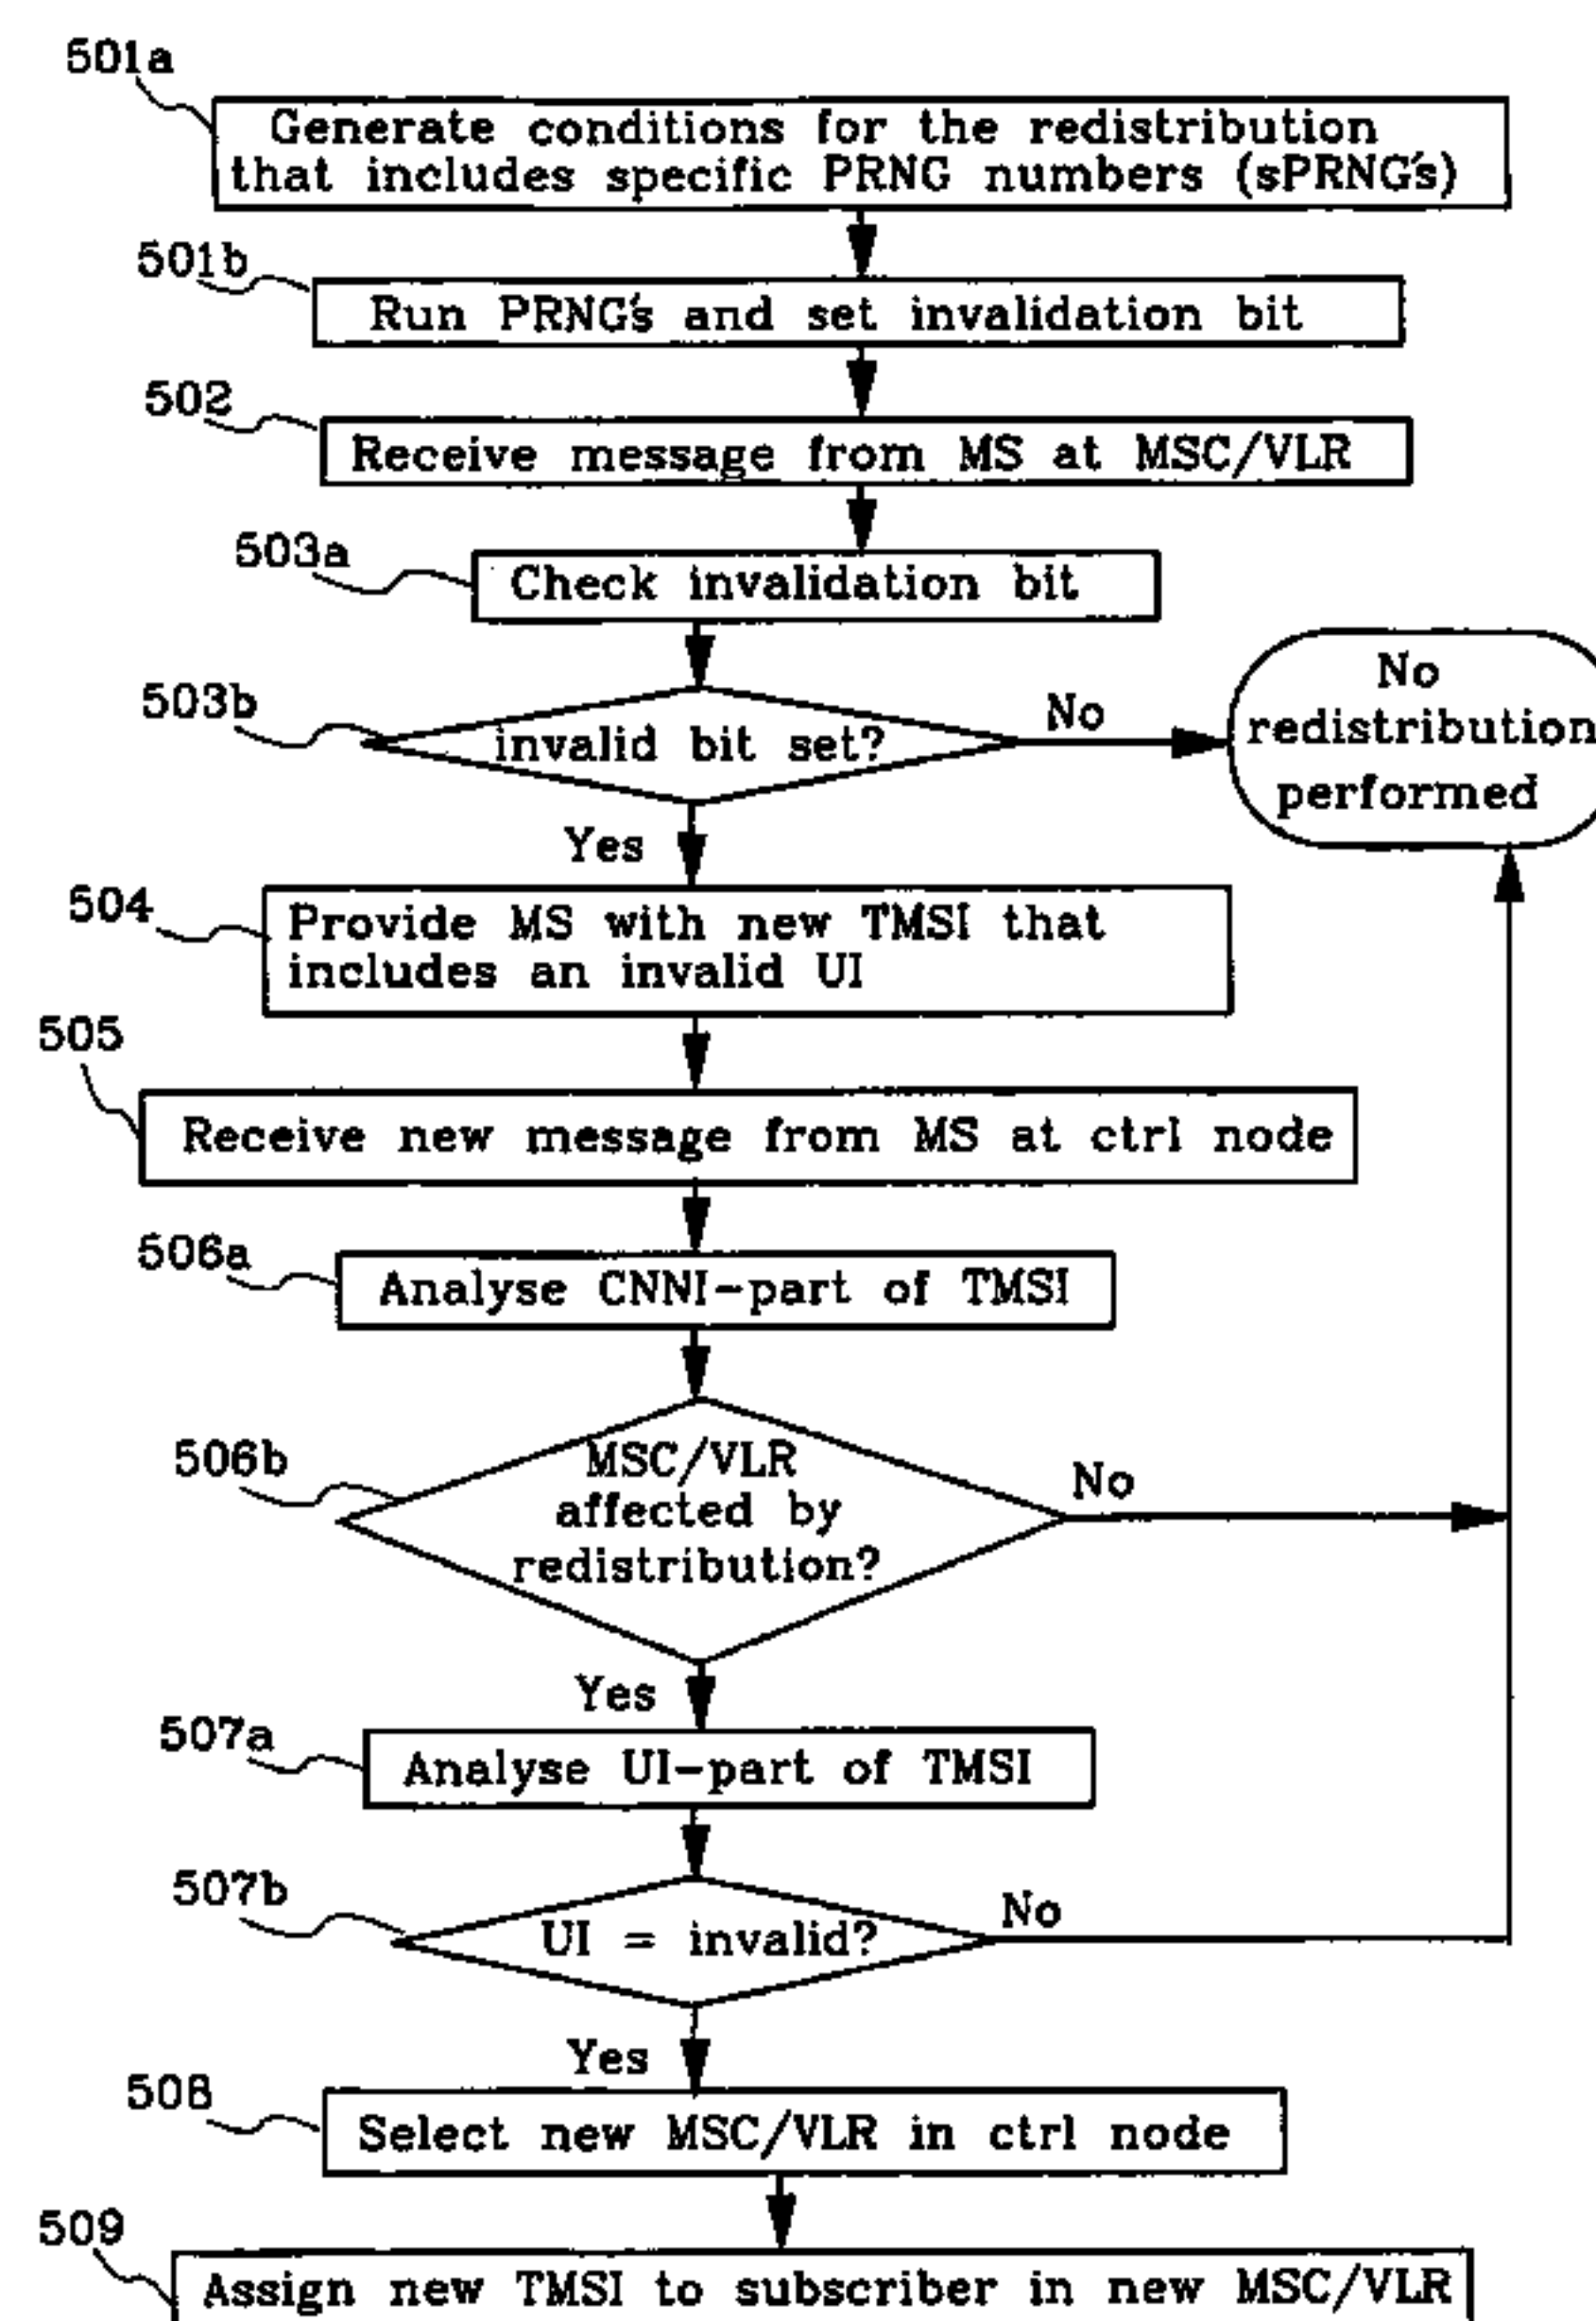 501a
Generate conditions for the redistribution
that includes specific PRNG numbers (sPRNG's)
501b
Run PRNG's and set invalidation bit
502
Receive message from MS at MSC/VLR
503a
Check invalidation bit
503b
invalid bit set?
No
No
redistribution
performed
Yes
504
Provide MS with new TMSI that
includes an invalid UI
505
Receive new message from MS at ctrl node
506a
Analyse CNNI-part of TMSI
506b
MSC/VLR
affected by
redistribution?
No
Yes
507a
Analyse UI-part of TMSI
507b
UI = invalid?
No
Yes
508
Select new MSC/VLR in ctrl node
509
Assign new TMSI to subscriber in new MSC/VLR